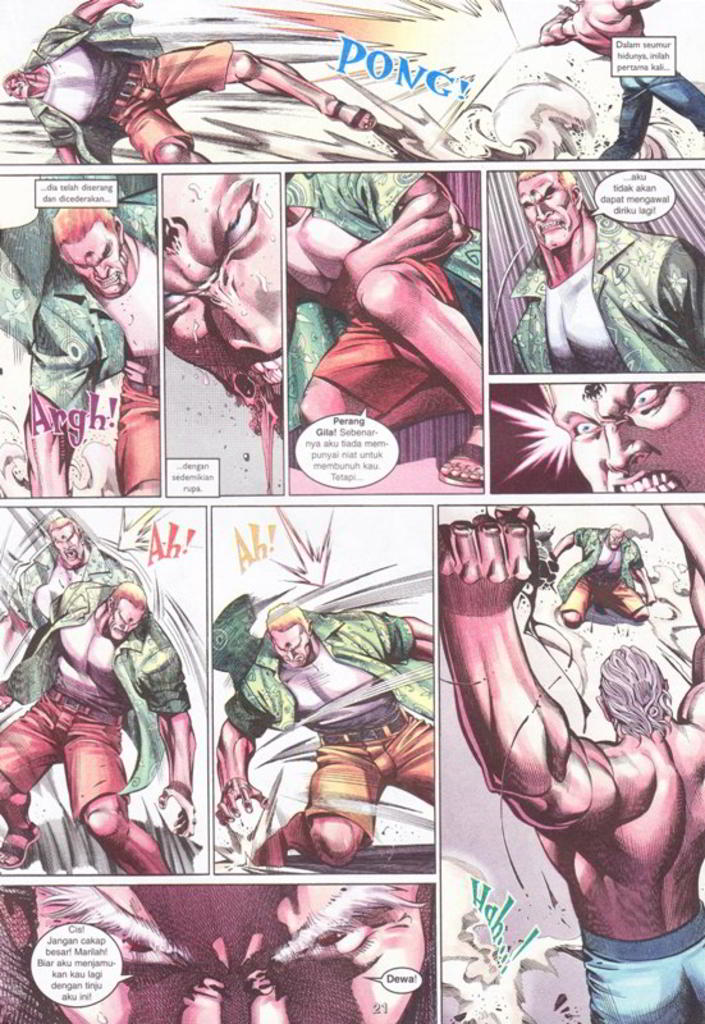 PONG!
Dalam seumur
hidunya, inilah
pertama kali...
...dia telah diserang
dan dicederakan...
Argh!
...dengan
sedemikian
rupa.
Perang
Gila! Sebenar-
nya aku tiada mem-
punyai niat untuk
membunuh kau.
Tetapi...
...aku
tidak akan
dapat mengawal
diriku lagi!
Ah!
Ah!
Hahh!
Cis!
Jangan cakap
besar! Marilah!
Biar aku menjamu-
kan kau lagi
dengan tinju
aku ini!
Dewa!
21